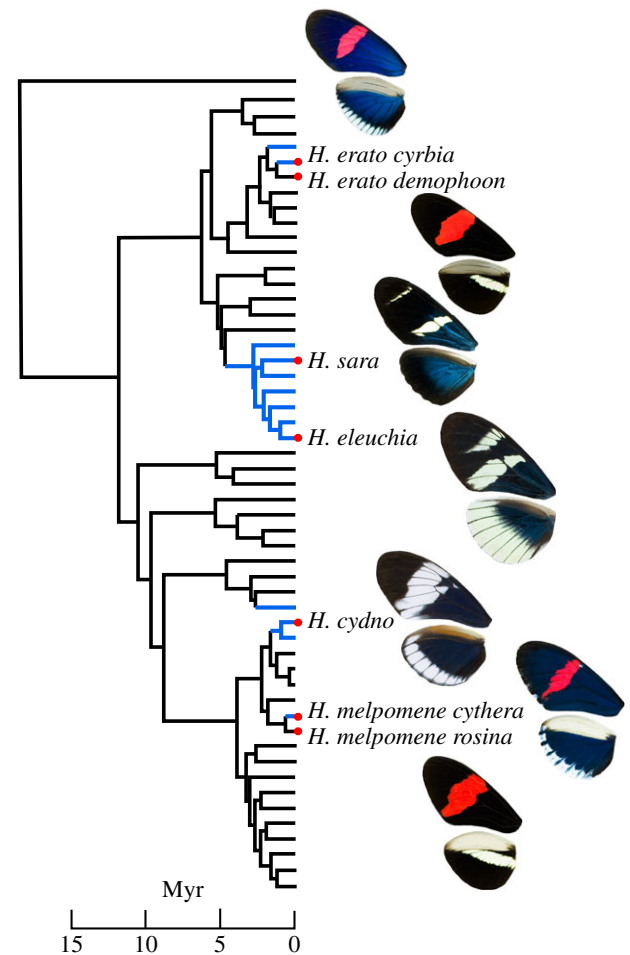 H. erato cyrbia
H. erato demophoon
H. sara
H. eleuchia
H. cydno
H. melpomene cythera
H. melpomene rosina
Myr
15 10 5 0